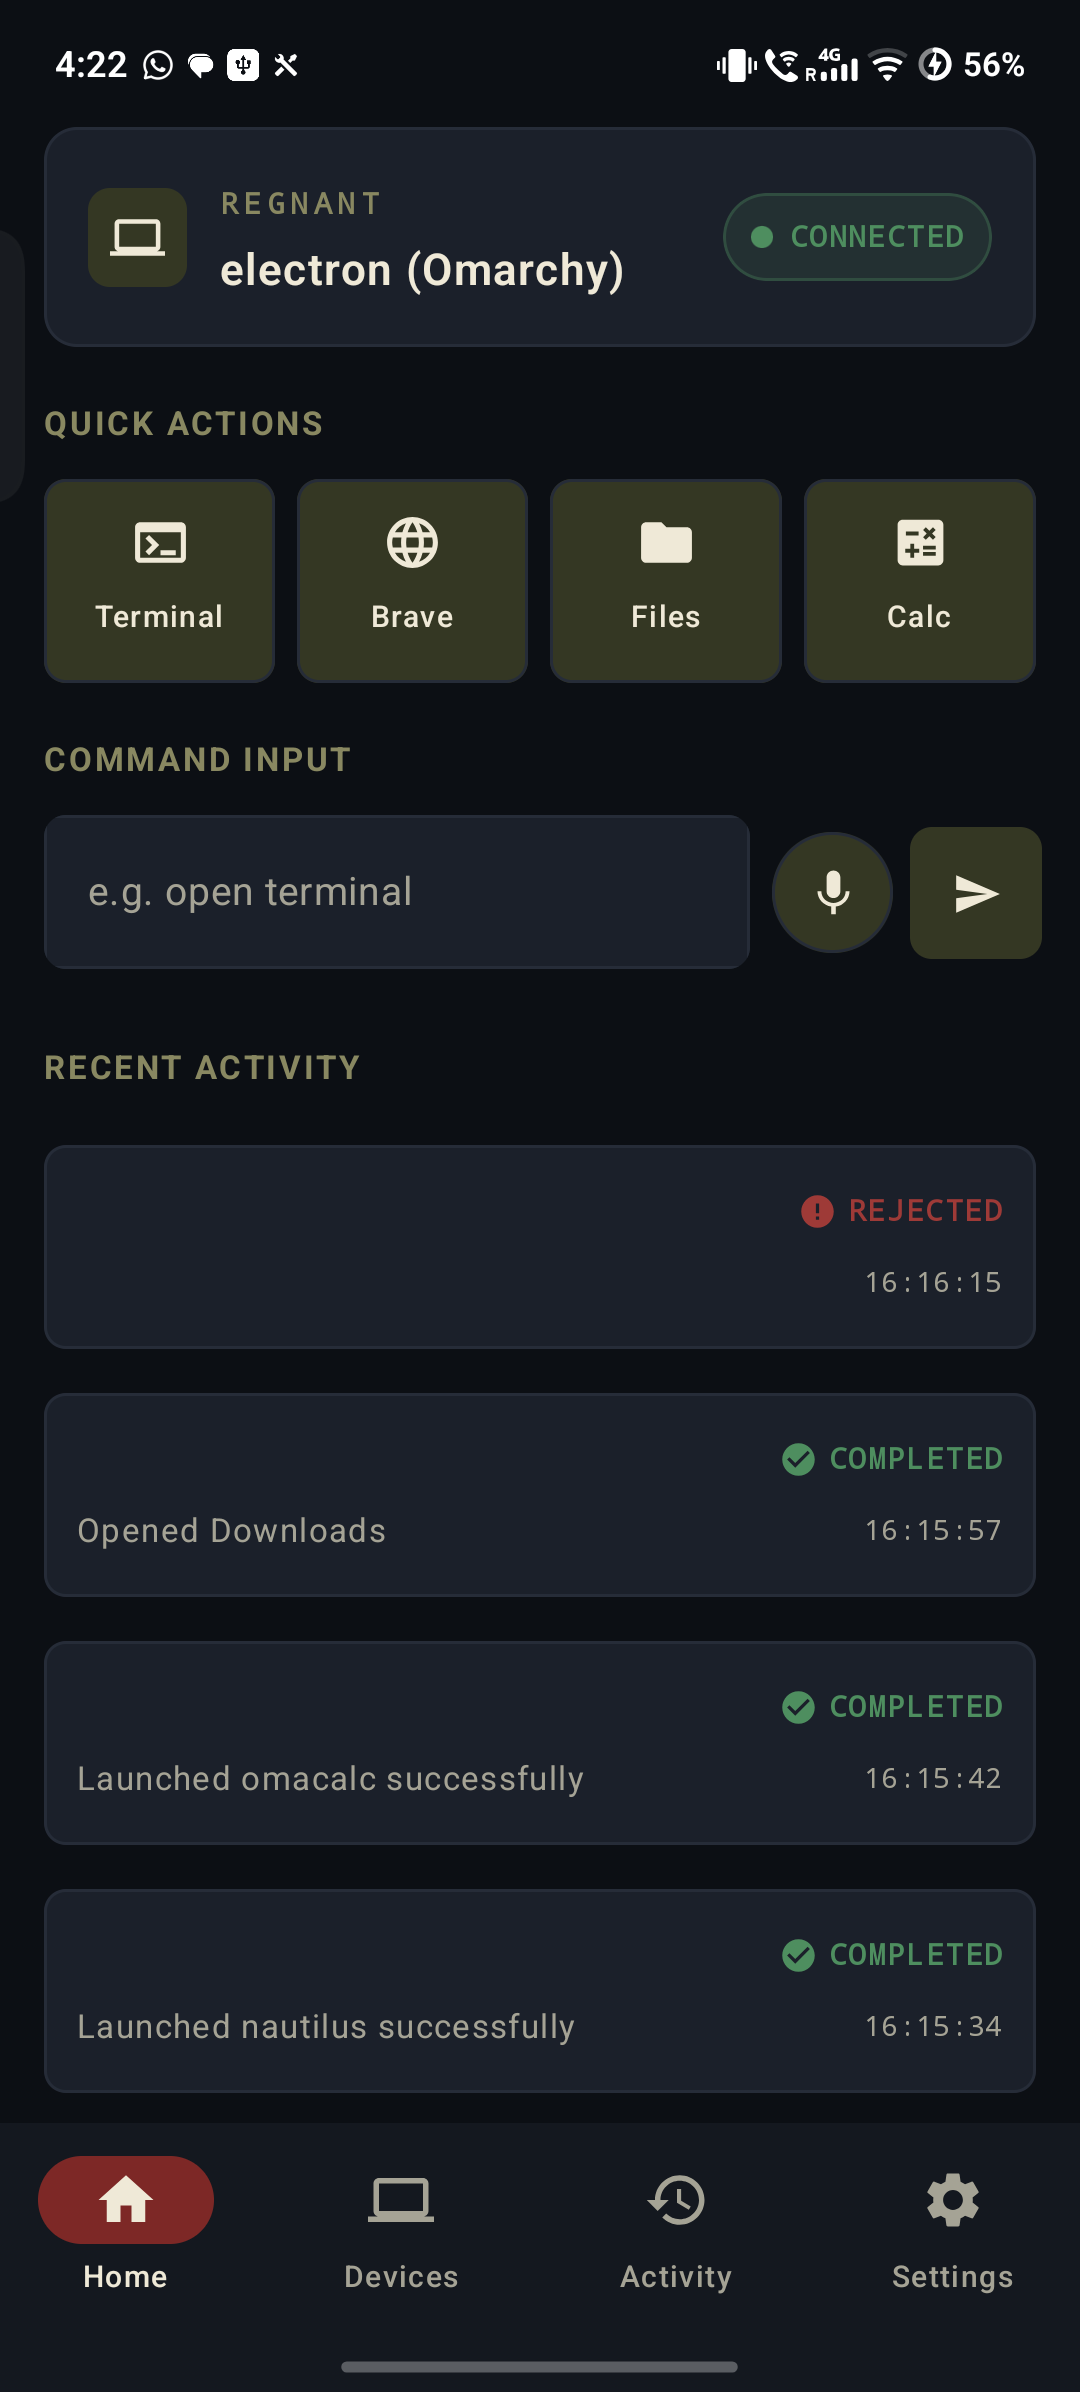 4:22
4G
R
56%
REGNANT
electron (Omarchy)
CONNECTED
QUICK ACTIONS
Terminal
Brave
Files
Calc
COMMAND INPUT
e.g. open terminal
RECENT ACTIVITY
REJECTED
16:16:15
COMPLETED
Opened Downloads
16:15:57
COMPLETED
Launched omacalc successfully
16:15:42
COMPLETED
Launched nautilus successfully
16:15:34
Home
Devices
Activity
Settings